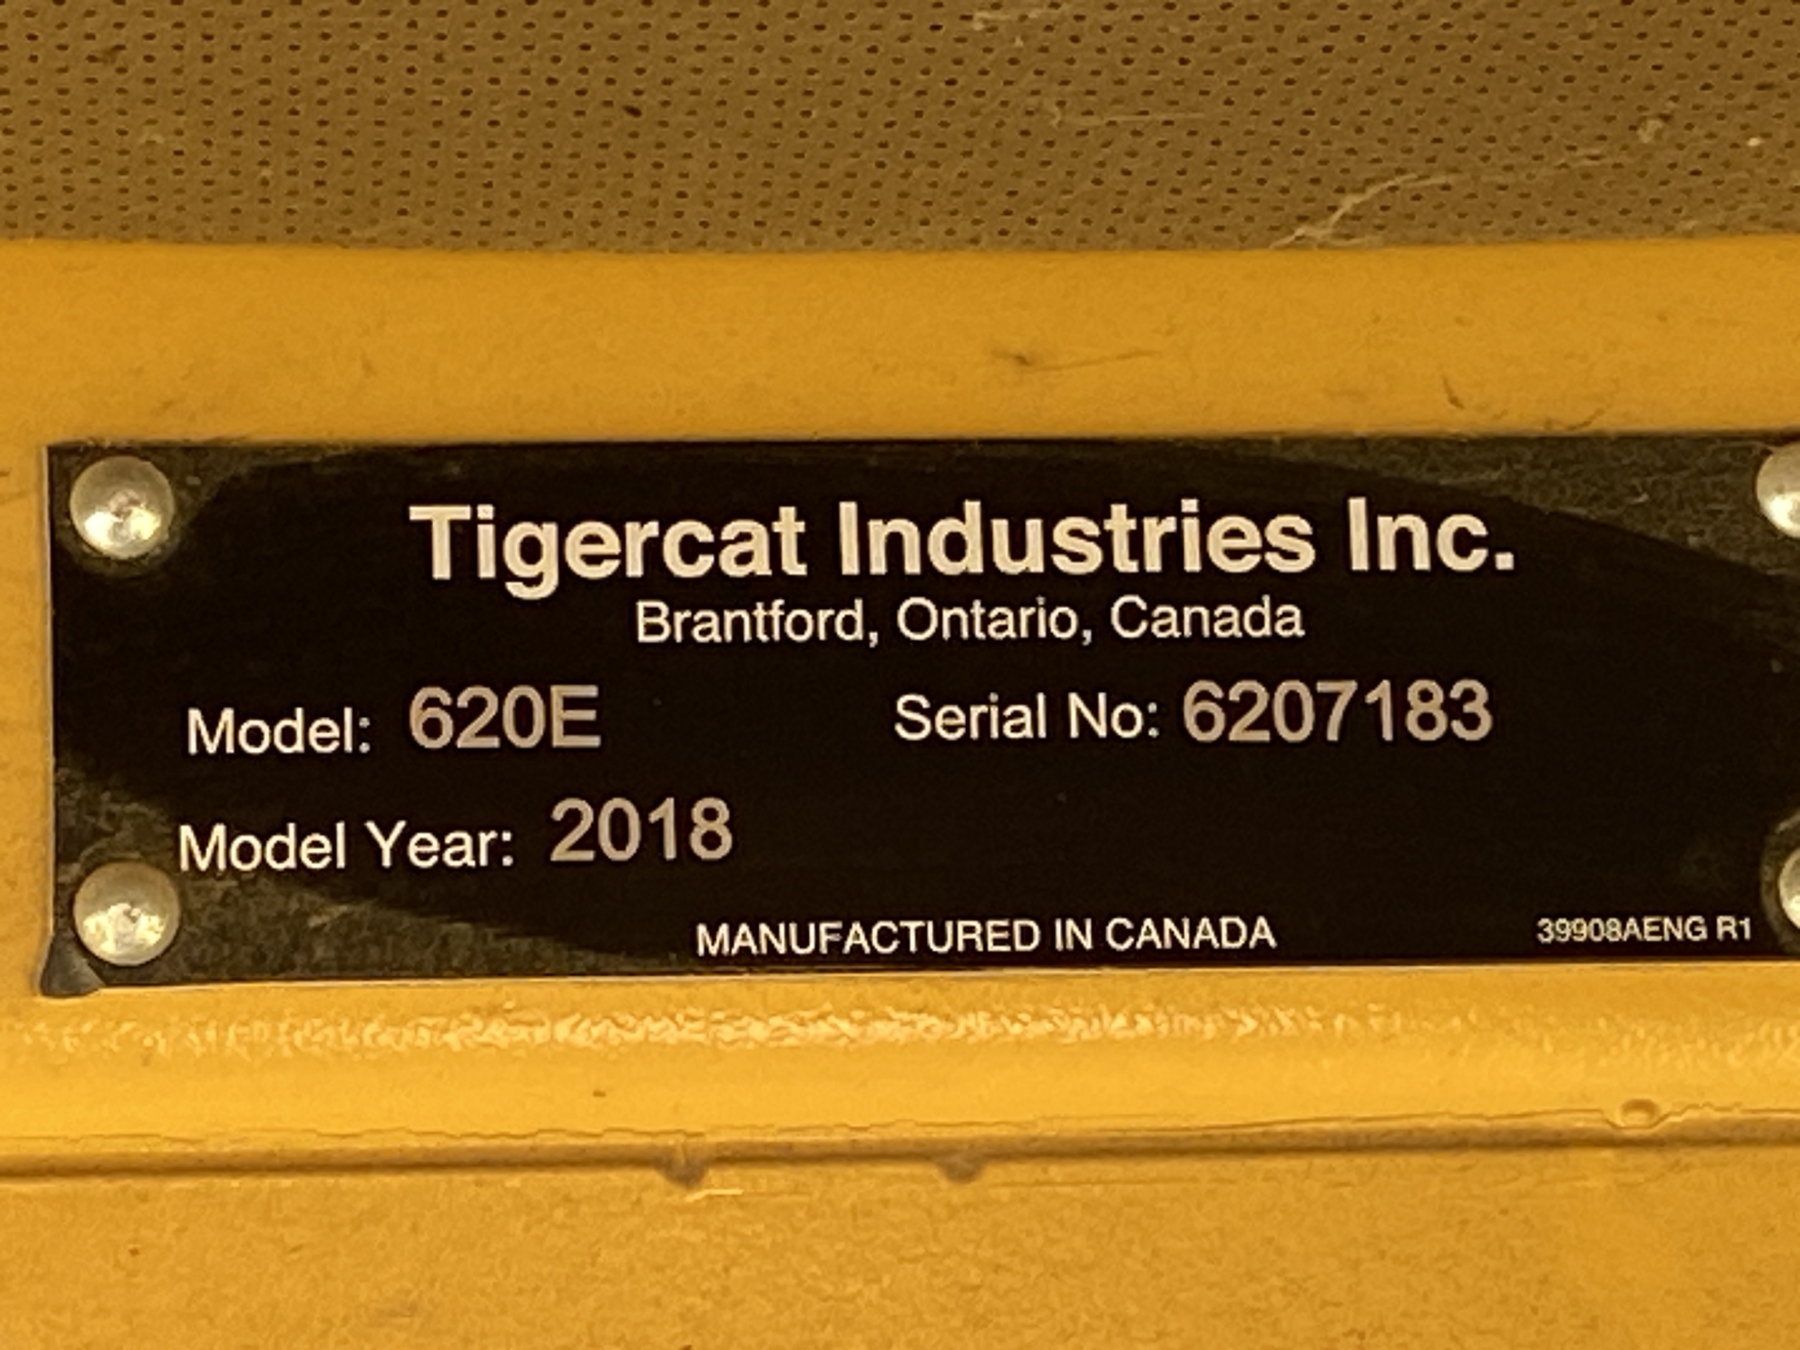 Tigercat Industries Inc.
Brantford, Ontario, Canada
Model: 620E Serial No: 6207183
Model Year: 2018
MANUFACTURED IN CANADA 39908AENG R1